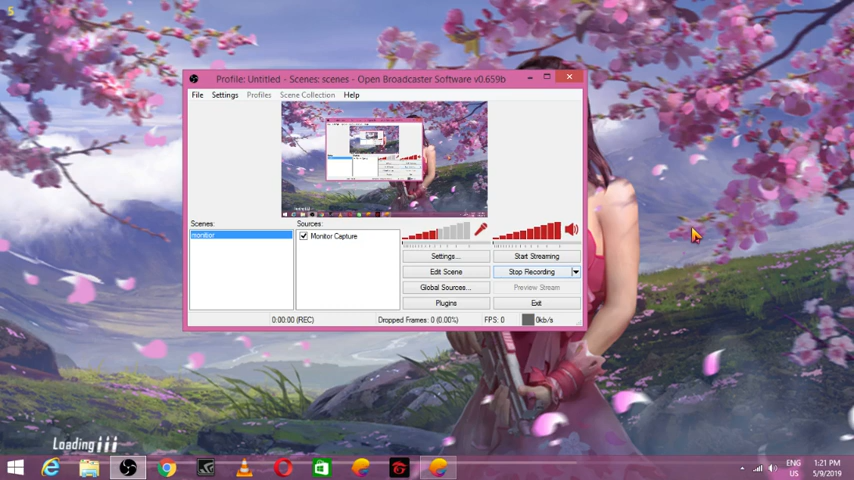 5
Profile: Untitled - Scenes: scenes - Open Broadcaster Software v0.659b
File Settings Profiles Scene Collection Help
Scenes: Sources:
monitor Monitor Capture
Settings... Start Streaming
Edit Scene Stop Recording
Global Sources... Preview Stream
Plugins Exit
0:00:00 (REC) Dropped Frames: 0 (0.00%) FPS: 0 0kb/s
Loading
ENG 1:21 PM
US 5/9/2019